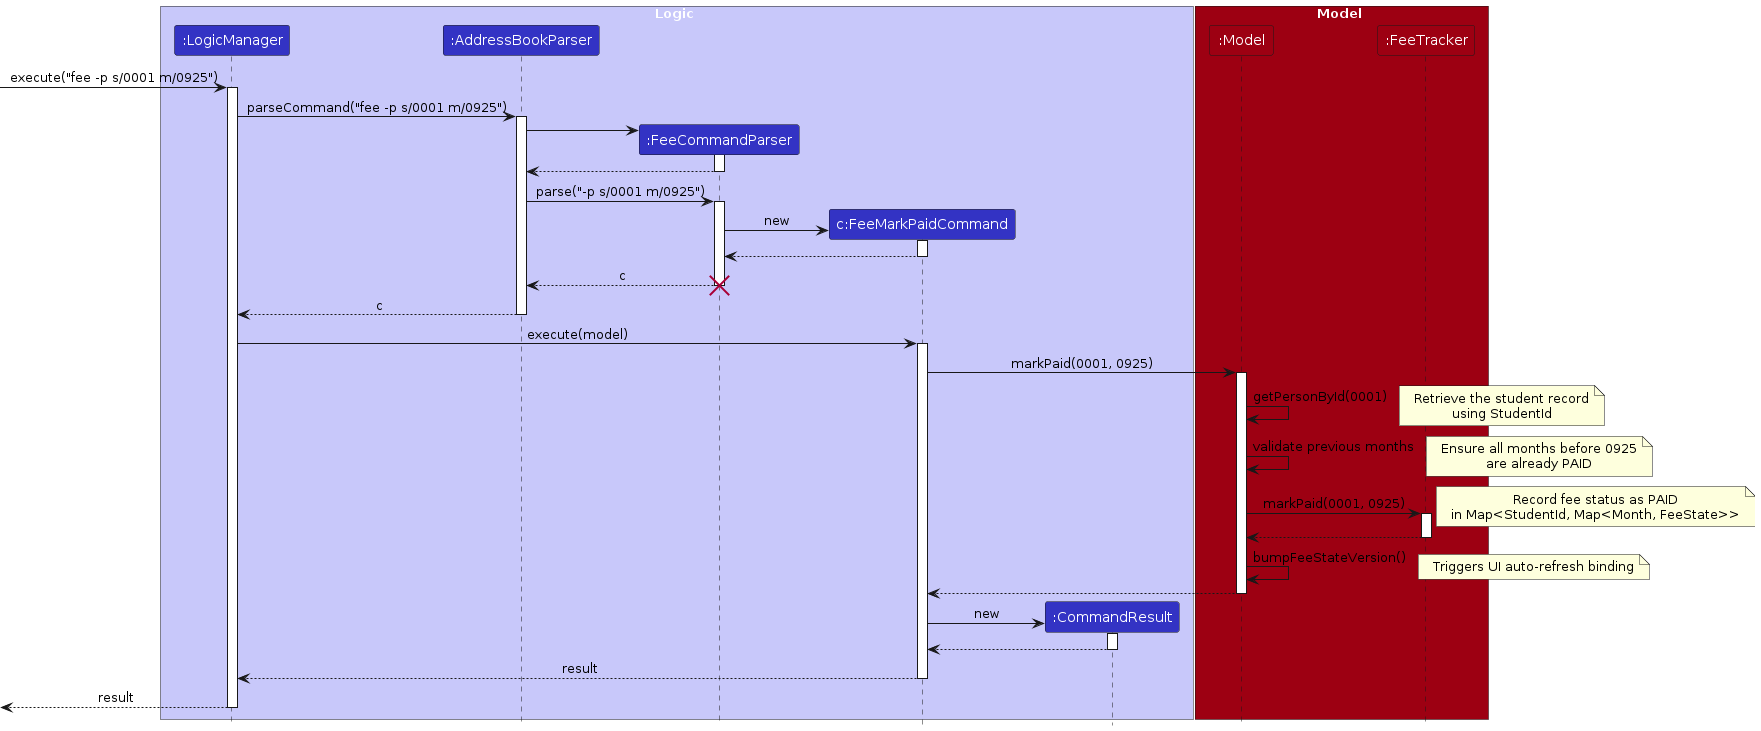 Logic
Model
:LogicManager
:AddressBookParser
:Model
:FeeTracker
execute("fee -p s/0001 m/0925")
parseCommand("fee -p s/0001 m/0925")
:FeeCommandParser
parse("-p s/0001 m/0925")
new
c:FeeMarkPaidCommand
c
c
execute(model)
markPaid(0001, 0925)
getPersonById(0001)
Retrieve the student record
using StudentId
validate previous months
Ensure all months before 0925
are already PAID
markPaid(0001, 0925)
Record fee status as PAID
in Map<StudentId, Map<Month, FeeState>>
bumpFeeStateVersion()
Triggers UI auto-refresh binding
new
:CommandResult
result
result